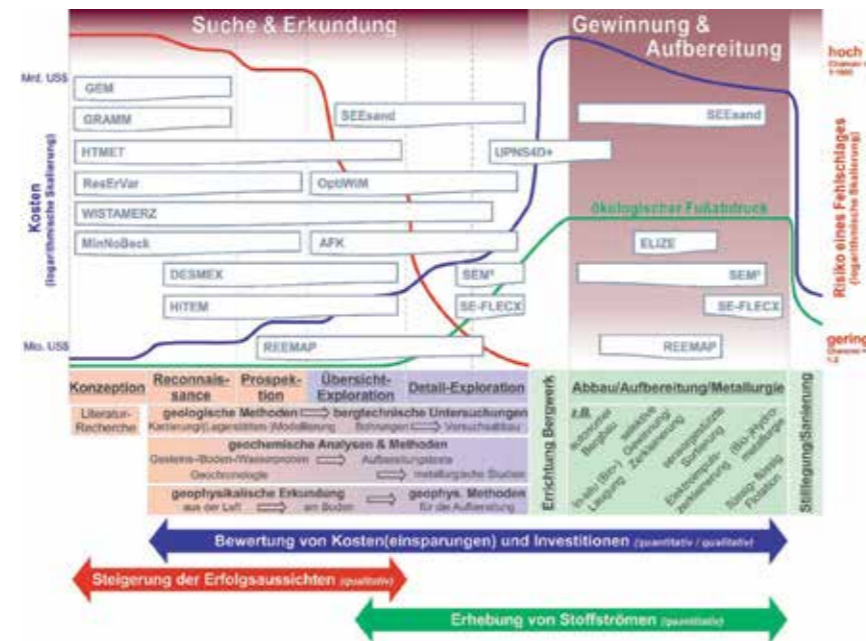 Suche & Erkundung
Gewinnung &
Aufbereitung
hoch
Mrd. US$
Kosten
(logarithmische Skalierung)
Mio. US$
Risiko eines Fehlschlages
(logarithmische Skalierung)
gering
GEM
GRAMM
SEEsand
SEEsand
HTMET
UPNS4D+
ResErVar
OptiWiM
WISTAMERZ
ökologischer Fußabdruck
MinNoBeck
AFK
ELIZE
DESMEX
SEM²
SEM²
HiTEM
SE-FLECX
SE-FLECX
REEMAP
REEMAP
Konzeption
Reconnais-
sance
Prospek-
tion
Übersicht-
Exploration
Detail-Exploration
Literatur-
Recherche
geologische Methoden
bergtechnische Untersuchungen
Kartierung/(Lagerstätten-)Modellierung
Bohrungen
Versuchsabbau
geochemische Analysen & Methoden
Gesteins-/Boden-/Wasserproben
Aufbereitungstests
Geochronologie
metallurgische Studien
geophysikalische Erkundung
geophys. Methoden
aus der Luft
am Boden
für die Aufbereitung
Errichtung Bergwerk
Abbau/Aufbereitung/Metallurgie
z.B.
autonomer
Bergbau
selektive
Gewinnung/
Zerkleinerung
sensorgestützte
Sortierung
(Bio-)Hydro-
metallurgie
In-situ (Bio-)
Laugung
Elektroimpuls-
zerkleinerung
flüssig-flüssig
Flotation
Stilllegung/Sanierung
Bewertung von Kosten(einsparungen) und Investitionen (quantitativ / qualitativ)
Steigerung der Erfolgsaussichten (qualitativ)
Erhebung von Stoffströmen (quantitativ)